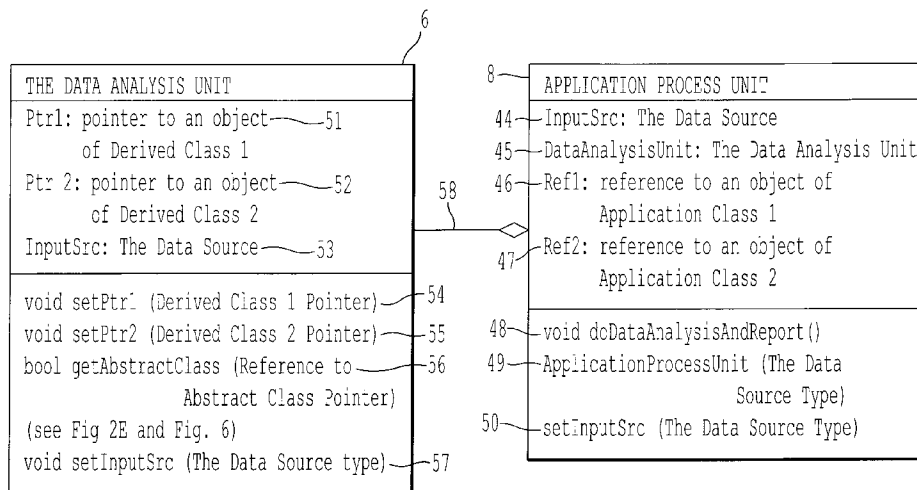 6
THE DATA ANALYSIS UNIT
Ptr1: pointer to an object 51
of Derived Class 1
Ptr 2: pointer to an object 52
of Derived Class 2
InputSrc: The Data Source 53
void setPtr1 (Derived Class 1 Pointer) 54
void setPtr2 (Derived Class 2 Pointer) 55
bool getAbstractClass (Reference to 56
Abstract Class Pointer)
(see Fig 2E and Fig. 6)
void setInputSrc (The Data Source type) 57
58
8 APPLICATION PROCESS UNIT
44 InputSrc: The Data Source
45 DataAnalysisUnit: The Data Analysis Unit
46 Ref1: reference to an object of
Application Class 1
47 Ref2: reference to an object of
Application Class 2
48 void doDataAnalysisAndReport()
49 ApplicationProcessUnit (The Data
Source Type)
50 setInputSrc (The Data Source Type)